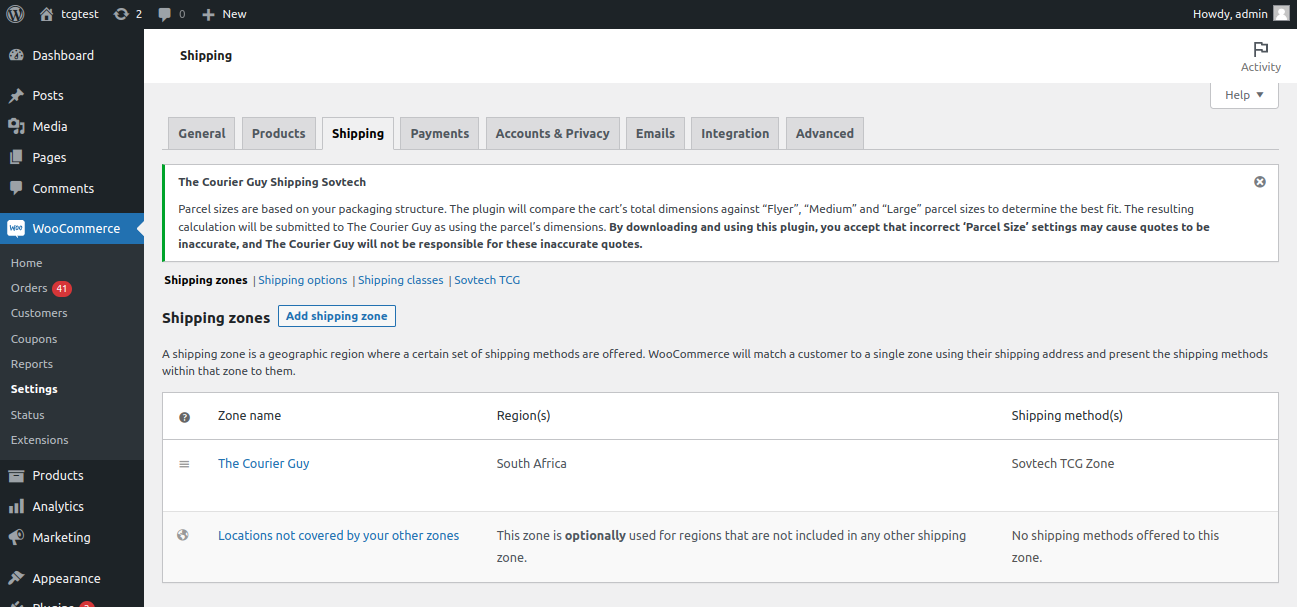 tcgtest 2 0 New Howdy, admin
Dashboard
Posts
Media
Pages
Comments
WooCommerce
Home
Orders 41
Customers
Coupons
Reports
Settings
Status
Extensions
Products
Analytics
Marketing
Appearance
Plugins
Shipping
Activity
Help
General Products Shipping Payments Accounts & Privacy Emails Integration Advanced
The Courier Guy Shipping Sovtech
Parcel sizes are based on your packaging structure. The plugin will compare the cart’s total dimensions against “Flyer”, “Medium” and “Large” parcel sizes to determine the best fit. The resulting
calculation will be submitted to The Courier Guy as using the parcel’s dimensions. By downloading and using this plugin, you accept that incorrect ‘Parcel Size’ settings may cause quotes to be
inaccurate, and The Courier Guy will not be responsible for these inaccurate quotes.
Shipping zones | Shipping options | Shipping classes | Sovtech TCG
Shipping zones Add shipping zone
A shipping zone is a geographic region where a certain set of shipping methods are offered. WooCommerce will match a customer to a single zone using their shipping address and present the shipping methods
within that zone to them.
Zone name Region(s) Shipping method(s)
The Courier Guy South Africa Sovtech TCG Zone
Locations not covered by your other zones This zone is optionally used for regions that are not included in any other shipping No shipping methods offered to this
zone. zone.